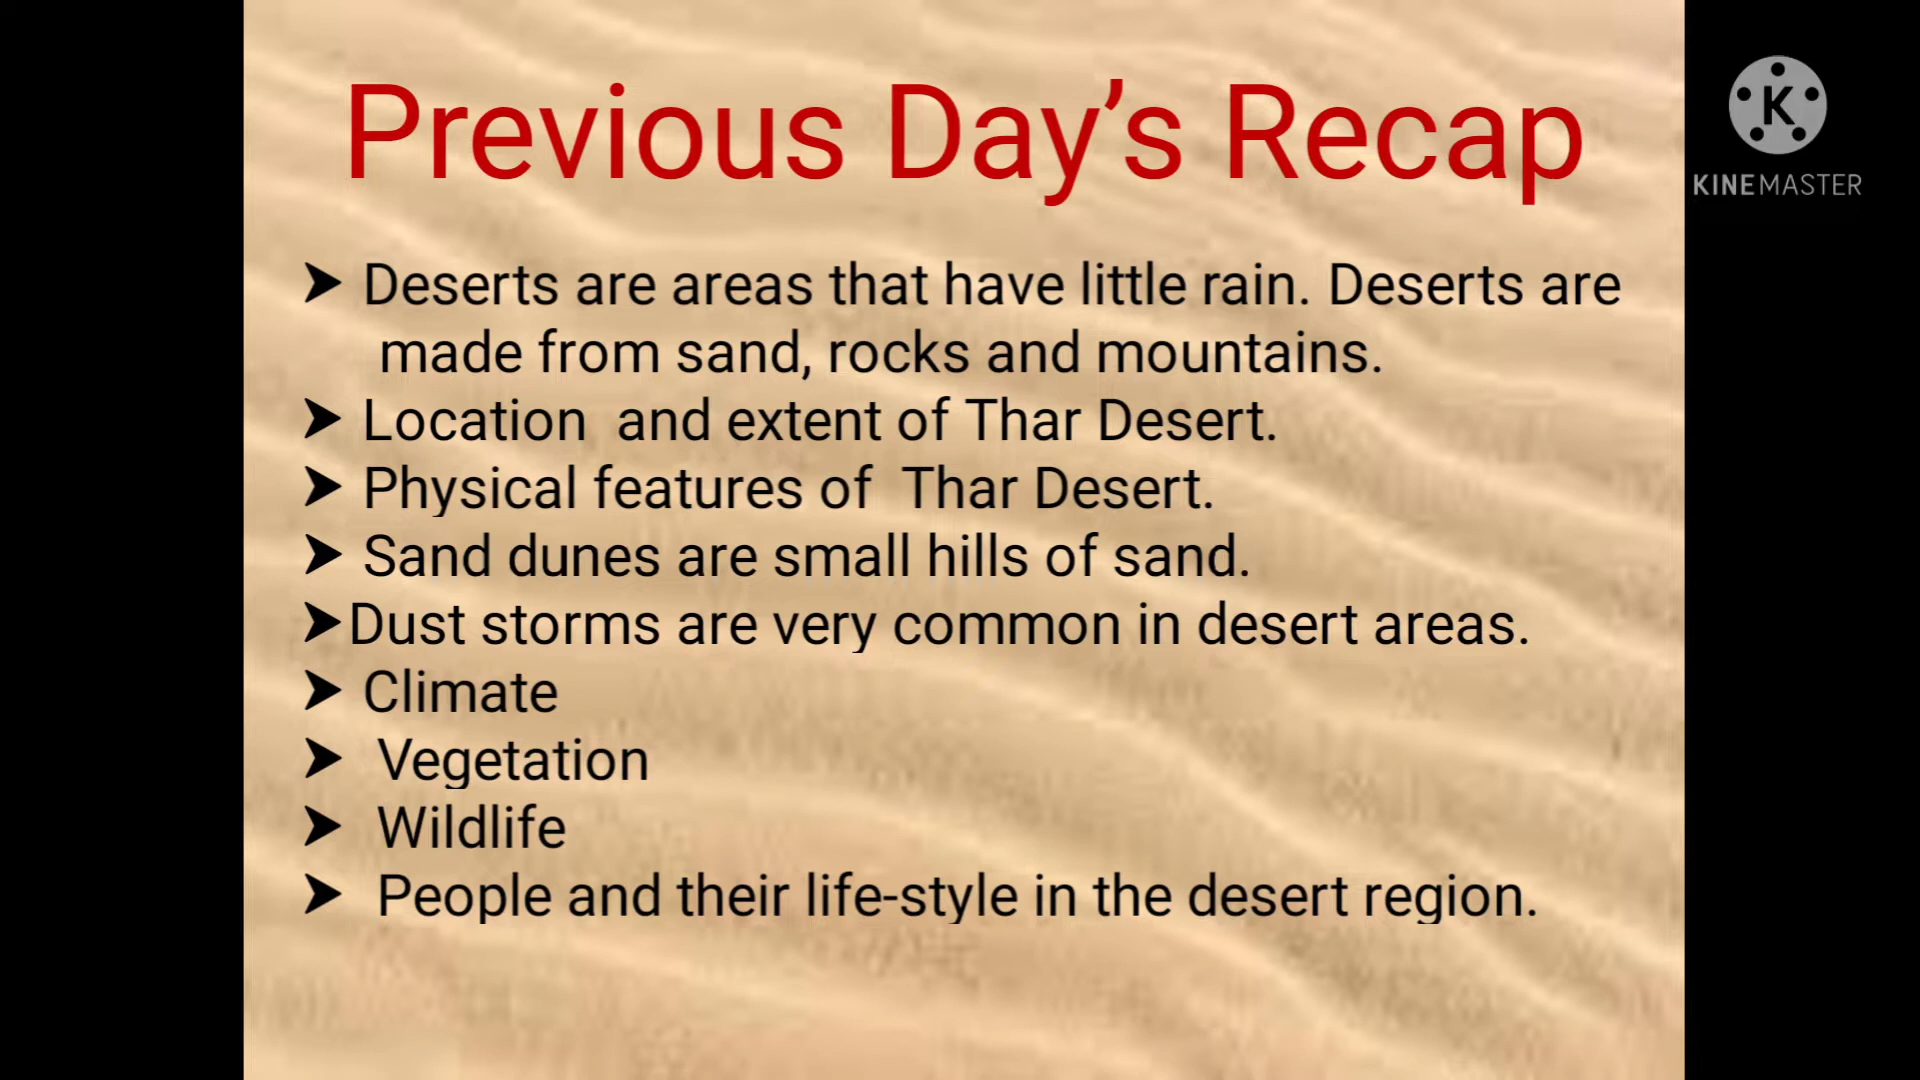 Previous Day’s Recap
K
KINEMASTER
➤ Deserts are areas that have little rain. Deserts are
made from sand, rocks and mountains.
➤ Location  and extent of Thar Desert.
➤ Physical features of  Thar Desert.
➤ Sand dunes are small hills of sand.
➤Dust storms are very common in desert areas.
➤ Climate
➤ Vegetation
➤ Wildlife
➤ People and their life-style in the desert region.